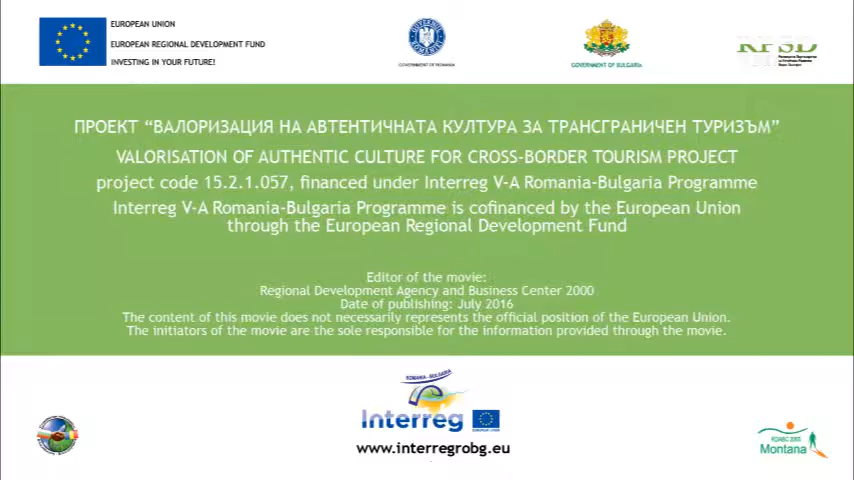 EUROPEAN UNION
EUROPEAN REGIONAL DEVELOPMENT FUND
INVESTING IN YOUR FUTURE!
GOVERNMENT OF ROMANIA
GOVERNMENT OF BULGARIA
ПРОЕКТ “ВАЛОРИЗАЦИЯ НА АВТЕНТИЧНАТА КУЛТУРА ЗА ТРАНСГРАНИЧЕН ТУРИЗЪМ”
VALORISATION OF AUTHENTIC CULTURE FOR CROSS-BORDER TOURISM PROJECT
project code 15.2.1.057, financed under Interreg V-A Romania-Bulgaria Programme
Interreg V-A Romania-Bulgaria Programme is cofinanced by the European Union
through the European Regional Development Fund
Editor of the movie:
Regional Development Agency and Business Center 2000
Date of publishing: July 2016
The content of this movie does not necessarily represents the official position of the European Union.
The initiators of the movie are the sole responsible for the information provided through the movie.
ROMANIA - BULGARIA
Interreg
EUROPEAN UNION
www.interregrobg.eu
RDABC 2000
Montana